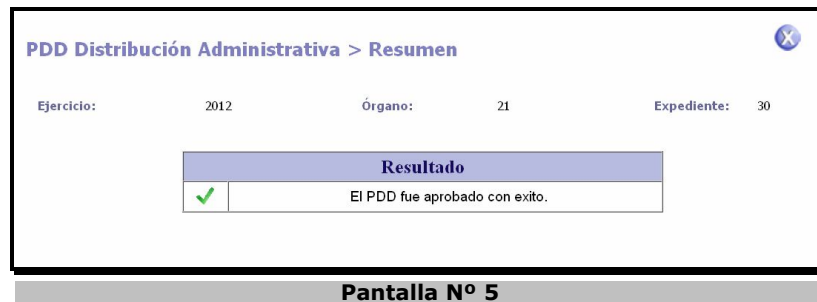 PDD Distribución Administrativa > Resumen
Ejercicio: 2012 Órgano: 21 Expediente: 30
Resultado
El PDD fue aprobado con exito.
Pantalla Nº 5